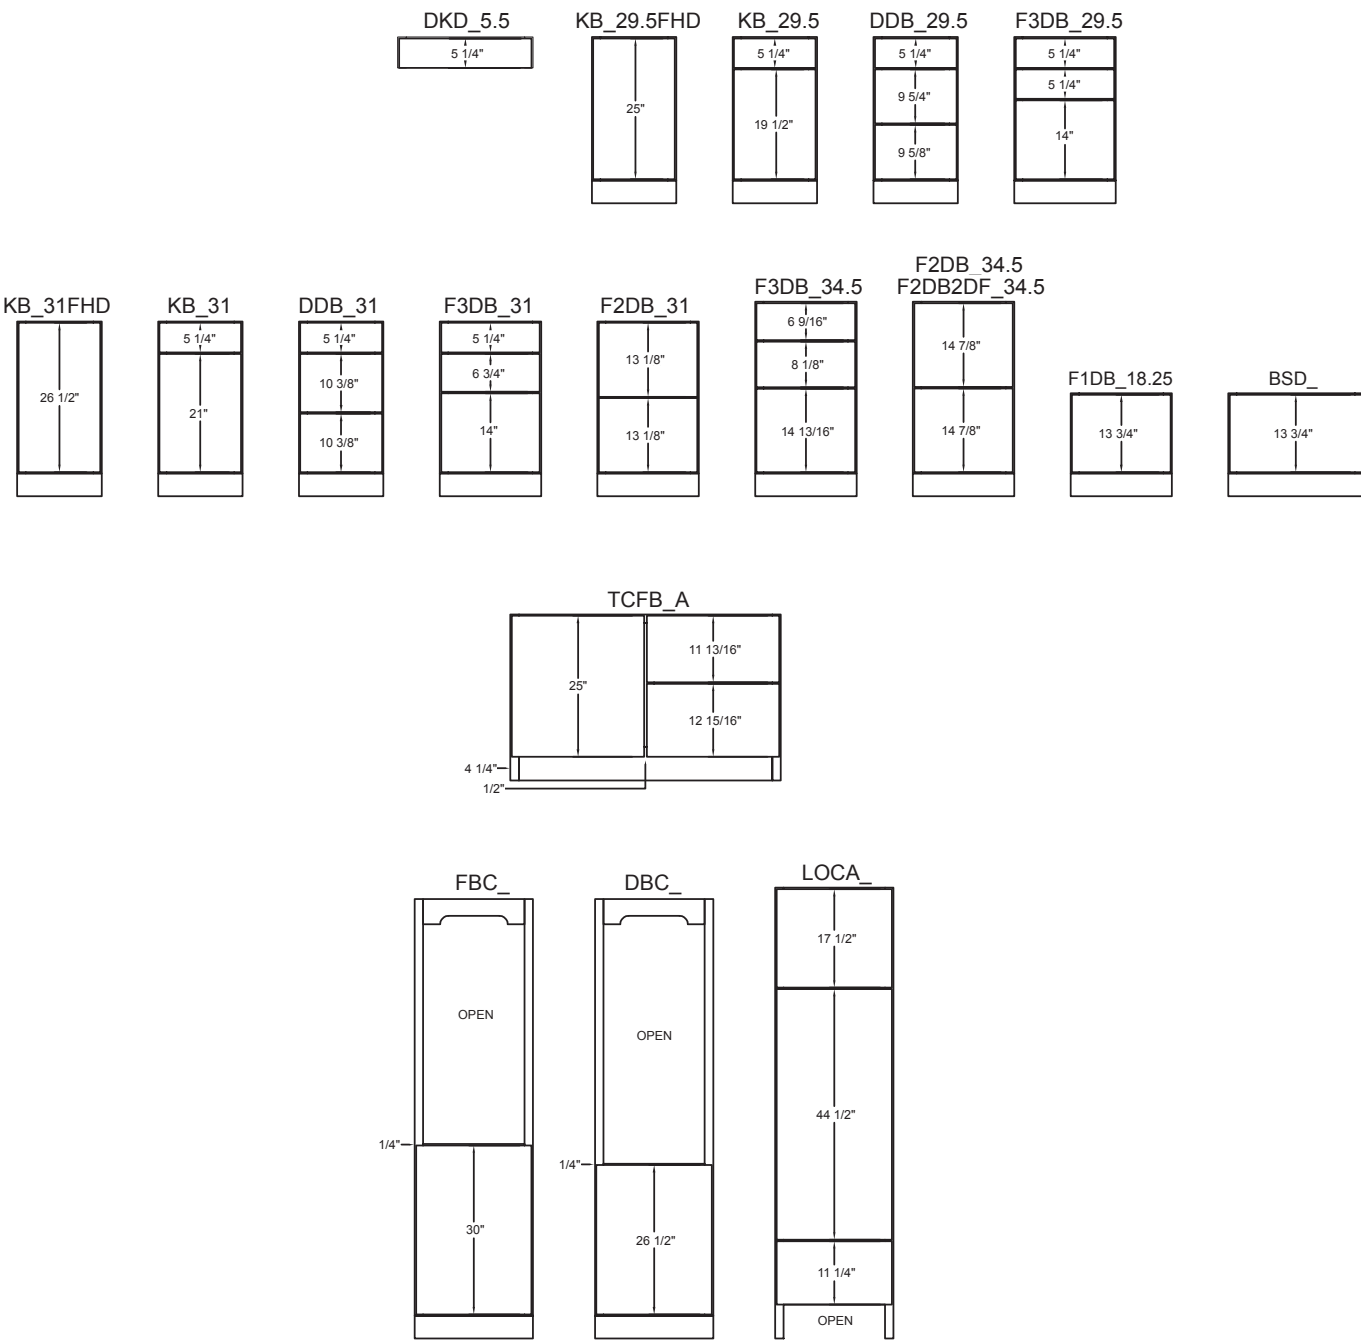 DKD_5.5
5 1/4"
KB_29.5FHD
25"
KB_29.5
5 1/4"
19 1/2"
DDB_29.5
5 1/4"
9 5/4"
9 5/8"
F3DB_29.5
5 1/4"
5 1/4"
14"
KB_31FHD
26 1/2"
KB_31
5 1/4"
21"
DDB_31
5 1/4"
10 3/8"
10 3/8"
F3DB_31
5 1/4"
6 3/4"
14"
F2DB_31
13 1/8"
13 1/8"
F3DB_34.5
6 9/16"
8 1/8"
14 13/16"
F2DB_34.5
F2DB2DF_34.5
14 7/8"
14 7/8"
F1DB_18.25
13 3/4"
BSD_
13 3/4"
TCFB_A
25"
11 13/16"
12 15/16"
4 1/4"
1/2"
FBC_
OPEN
1/4"
30"
DBC_
OPEN
1/4"
26 1/2"
LOCA_
17 1/2"
44 1/2"
11 1/4"
OPEN